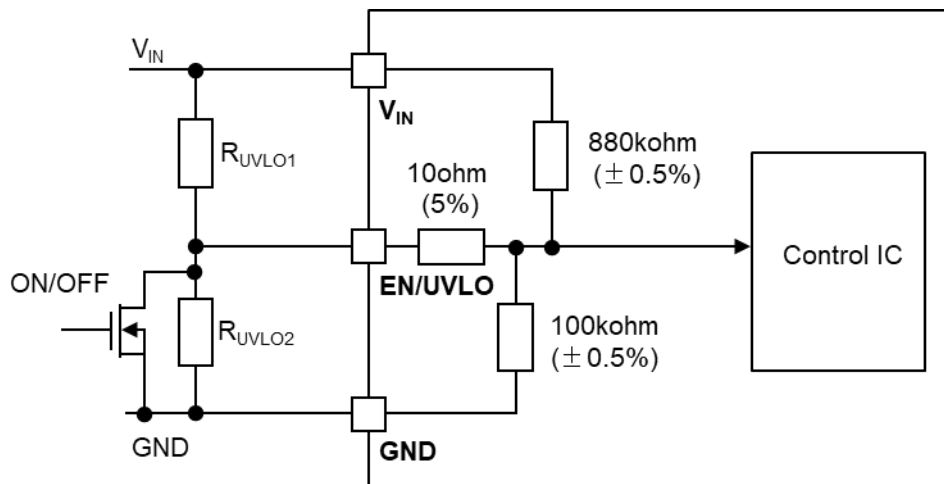 VIN
VIN
RUVLO1
880kohm
(±0.5%)
10ohm
(5%)
EN/UVLO
Control IC
ON/OFF
RUVLO2
100kohm
(±0.5%)
GND
GND